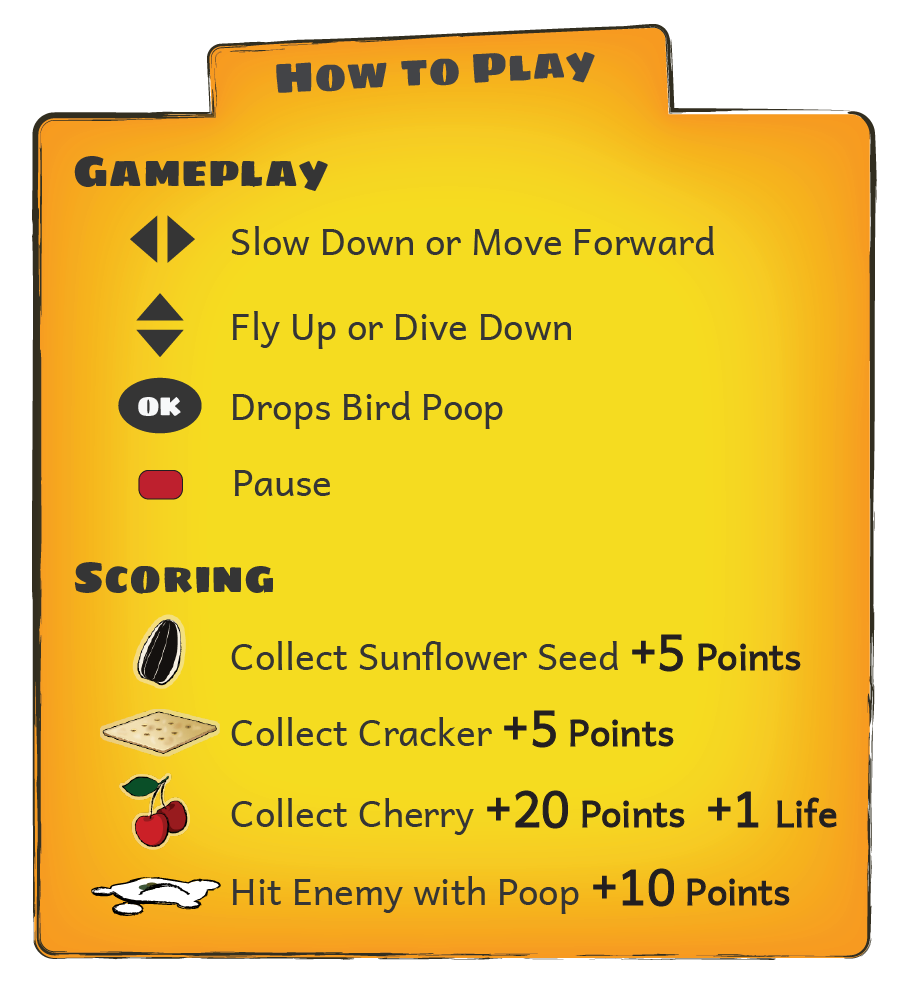 How to Play
Gameplay
Slow Down or Move Forward
Fly Up or Dive Down
OK Drops Bird Poop
Pause
Scoring
Collect Sunflower Seed +5 Points
Collect Cracker +5 Points
Collect Cherry +20 Points +1 Life
Hit Enemy with Poop +10 Points